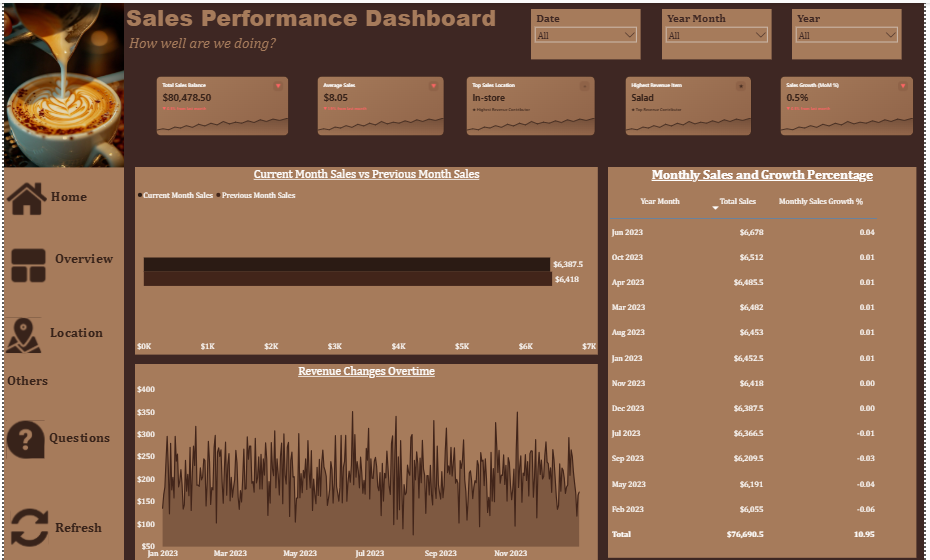 Sales Performance Dashboard
How well are we doing?
Date
All
Year Month
All
Year
All
Total Sales Balance
$80,478.50
Average Sales
$8.05
Top Sales Location
In-store
Highest Revenue Contributor
Highest Revenue Item
Salad
Top Revenue Contributor
Sales Growth (MoM %)
0.5%
Home
Overview
Location
Others
Questions
Refresh
Current Month Sales vs Previous Month Sales
Current Month Sales Previous Month Sales
$6,387.5
$6,418
$0K $1K $2K $3K $4K $5K $6K $7K
Revenue Changes Overtime
$400
$350
$300
$250
$200
$150
$100
$50
Jan 2023 Mar 2023 May 2023 Jul 2023 Sep 2023 Nov 2023
Monthly Sales and Growth Percentage
Year Month Total Sales Monthly Sales Growth %
Jun 2023 $6,678 0.04
Oct 2023 $6,512 0.01
Apr 2023 $6,485.5 0.01
Mar 2023 $6,482 0.01
Aug 2023 $6,453 0.01
Jan 2023 $6,452.5 0.01
Nov 2023 $6,418 0.00
Dec 2023 $6,387.5 0.00
Jul 2023 $6,366.5 -0.01
Sep 2023 $6,209.5 -0.03
May 2023 $6,191 -0.04
Feb 2023 $6,055 -0.06
Total $76,690.5 10.95